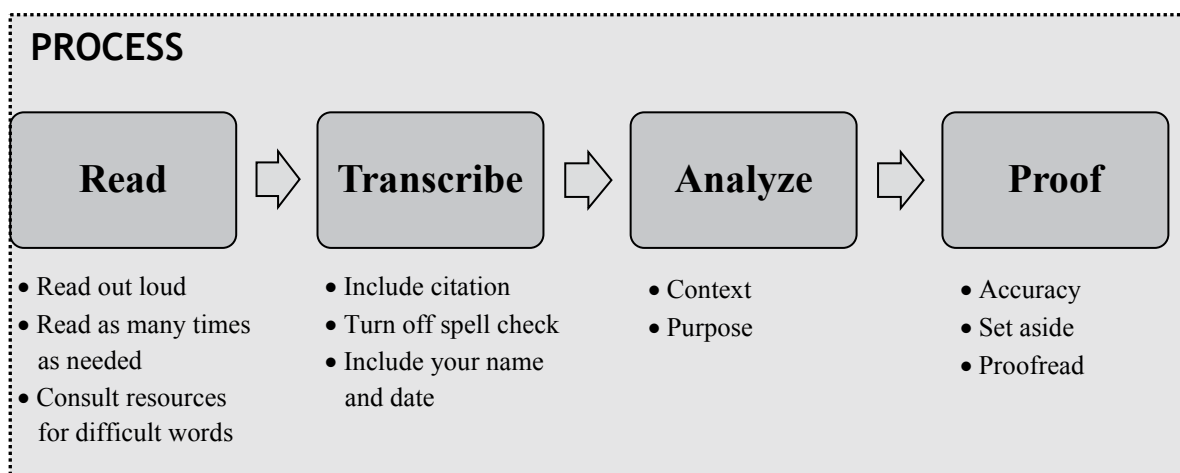 PROCESS
Read
• Read out loud
• Read as many times
as needed
• Consult resources
for difficult words
Transcribe
• Include citation
• Turn off spell check
• Include your name
and date
Analyze
• Context
• Purpose
Proof
• Accuracy
• Set aside
• Proofread